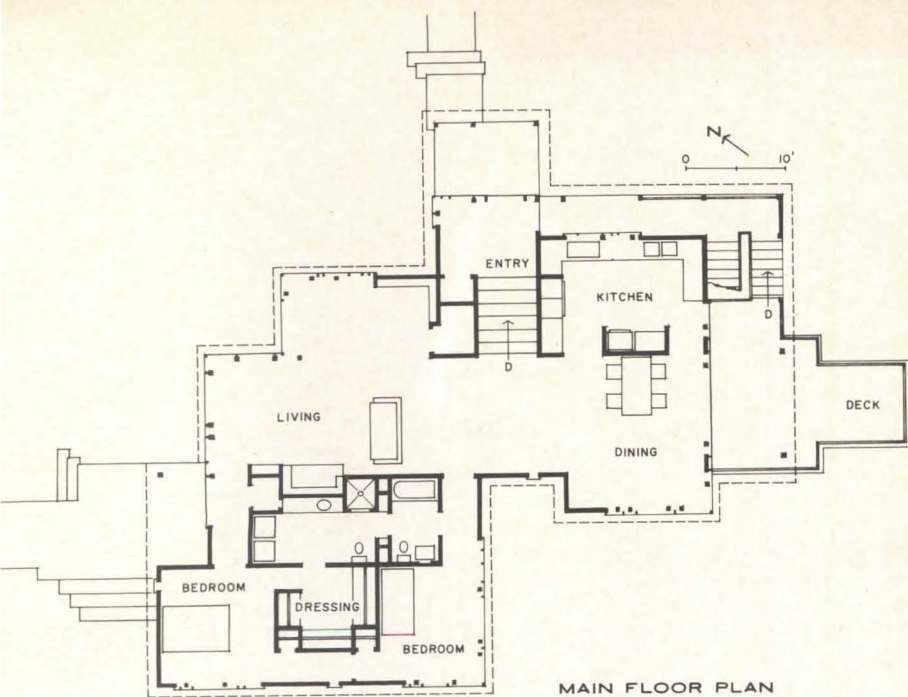 N
0 10'
ENTRY
KITCHEN
D
D
DECK
LIVING
DINING
BEDROOM
DRESSING
BEDROOM
MAIN FLOOR PLAN